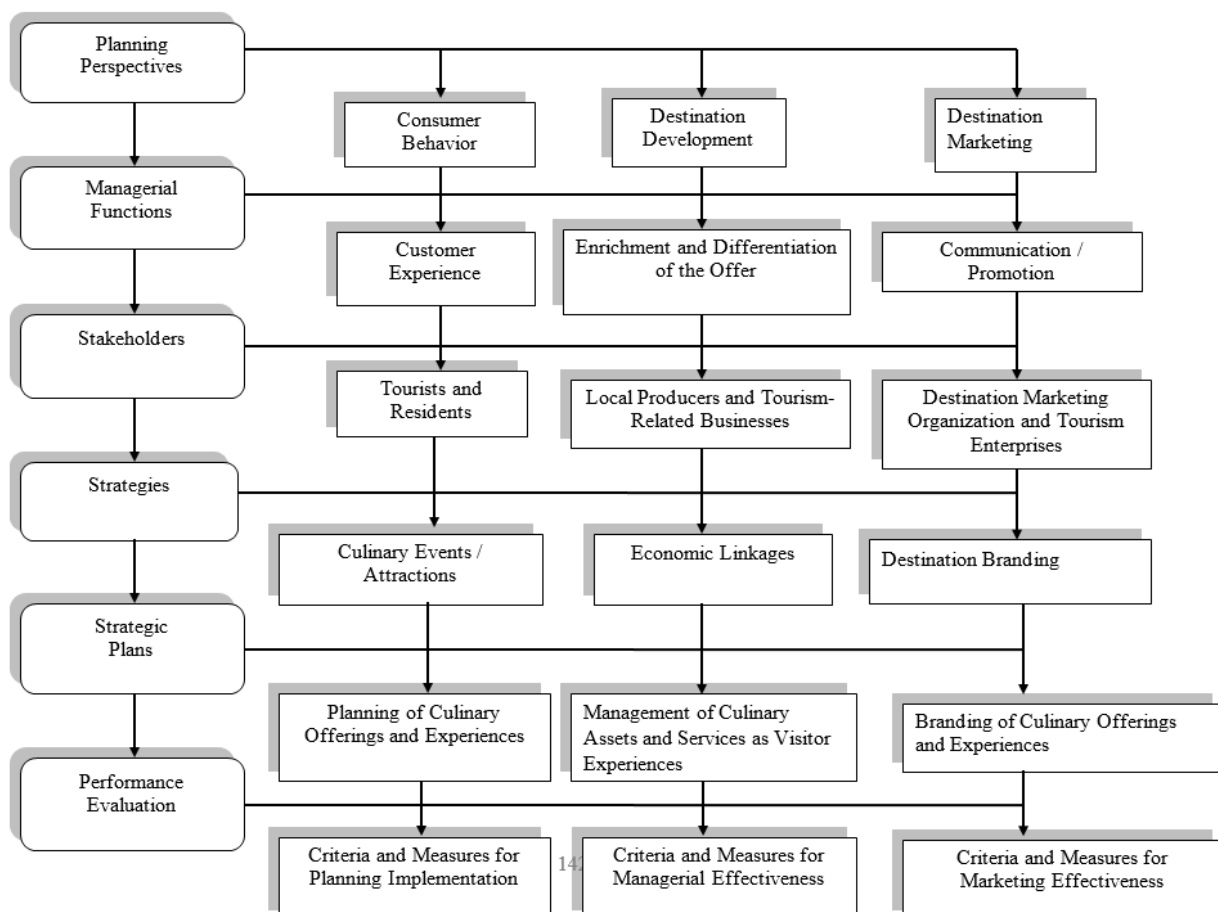 Planning
Perspectives
Consumer
Behavior
Destination
Development
Destination
Marketing
Managerial
Functions
Customer
Experience
Enrichment and Differentiation
of the Offer
Communication /
Promotion
Stakeholders
Tourists and
Residents
Local Producers and Tourism-
Related Businesses
Destination Marketing
Organization and Tourism
Enterprises
Strategies
Culinary Events /
Attractions
Economic Linkages
Destination Branding
Strategic
Plans
Planning of Culinary
Offerings and Experiences
Management of Culinary
Assets and Services as Visitor
Experiences
Branding of Culinary Offerings
and Experiences
Performance
Evaluation
Criteria and Measures for
Planning Implementation
Criteria and Measures for
Managerial Effectiveness
Criteria and Measures for
Marketing Effectiveness